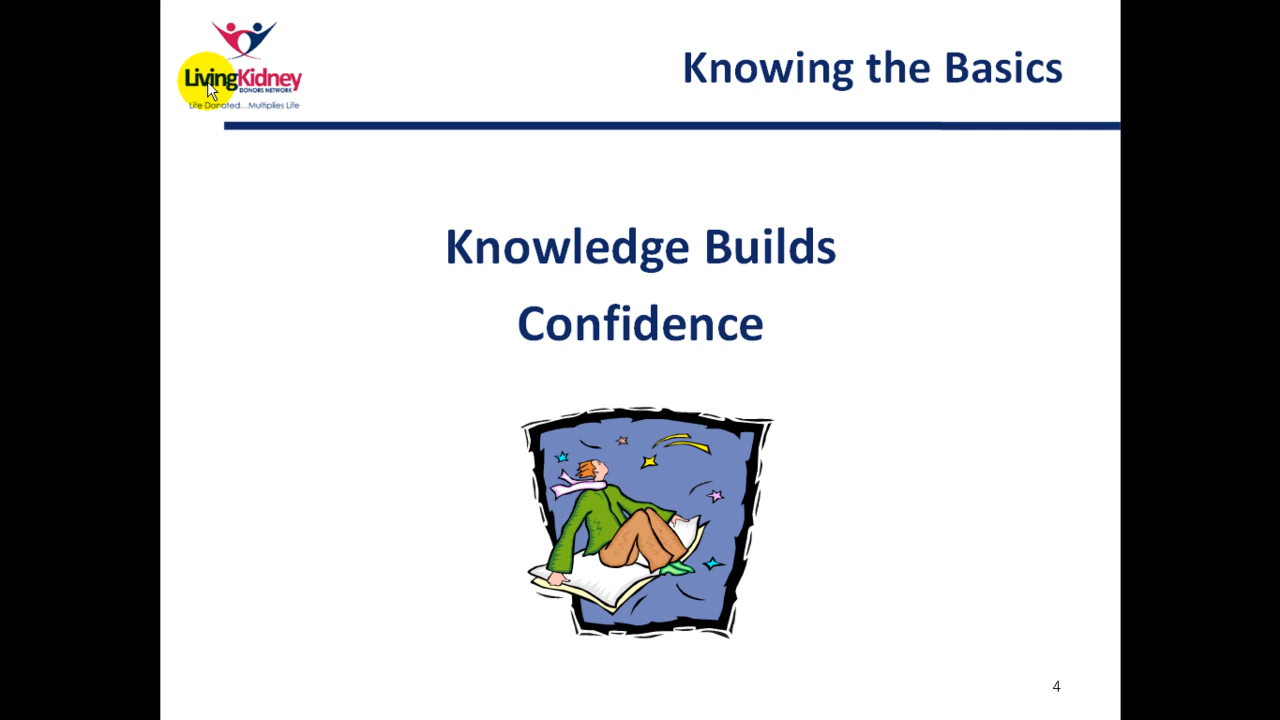 LivingKidney
DONORS NETWORK
Life Donated...Multiplies Life
Knowing the Basics
Knowledge Builds
Confidence
4